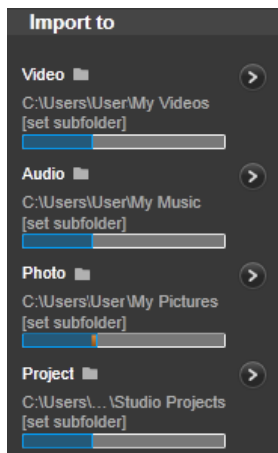 Import to
Video
C:\Users\User\My Videos
[set subfolder]
Audio
C:\Users\User\My Music
[set subfolder]
Photo
C:\Users\User\My Pictures
[set subfolder]
Project
C:\Users\... \Studio Projects
[set subfolder]